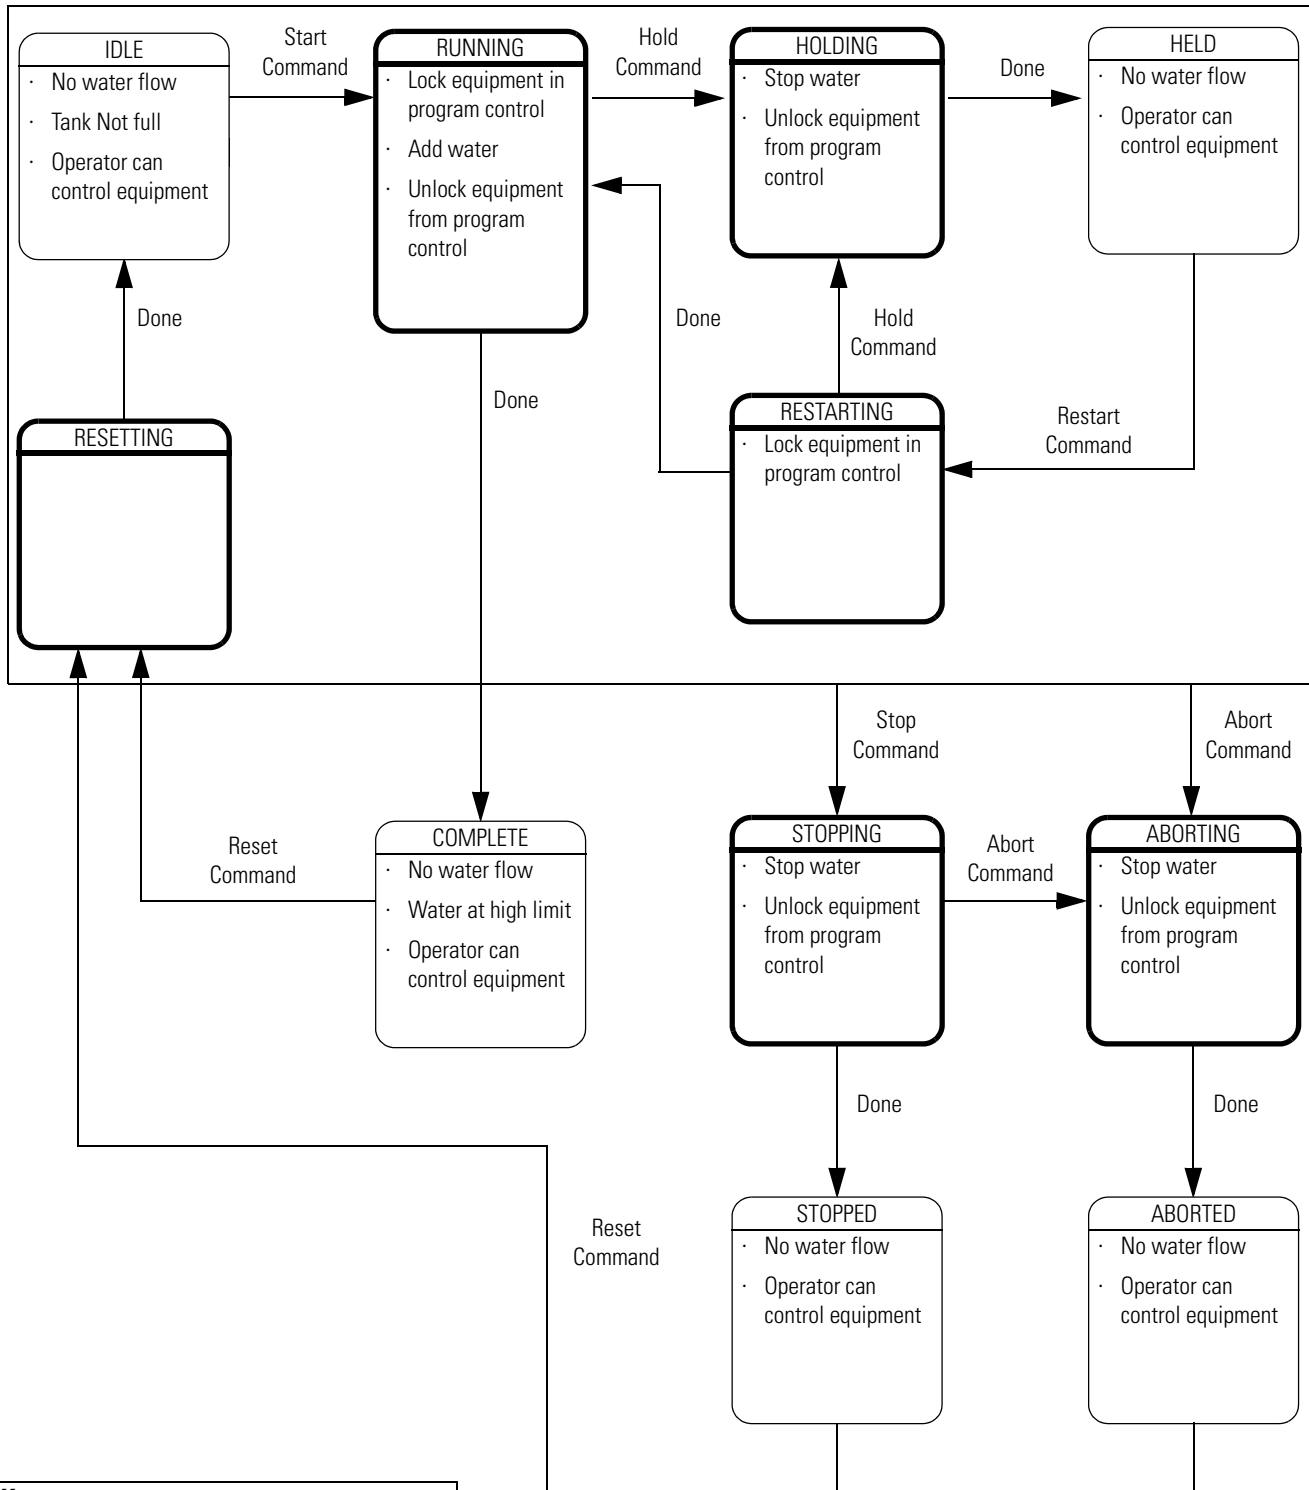 IDLE
· No water flow
· Tank Not full
· Operator can
control equipment
Start
Command
RUNNING
· Lock equipment in
program control
· Add water
· Unlock equipment
from program
control
Hold
Command
HOLDING
· Stop water
· Unlock equipment
from program
control
Done
HELD
· No water flow
· Operator can
control equipment
Done
Done
Done
Hold
Command
RESETTING
RESTARTING
· Lock equipment in
program control
Restart
Command
Stop
Command
Abort
Command
Reset
Command
COMPLETE
· No water flow
· Water at high limit
· Operator can
control equipment
STOPPING
· Stop water
· Unlock equipment
from program
control
Abort
Command
ABORTING
· Stop water
· Unlock equipment
from program
control
Done
Done
Reset
Command
STOPPED
· No water flow
· Operator can
control equipment
ABORTED
· No water flow
· Operator can
control equipment